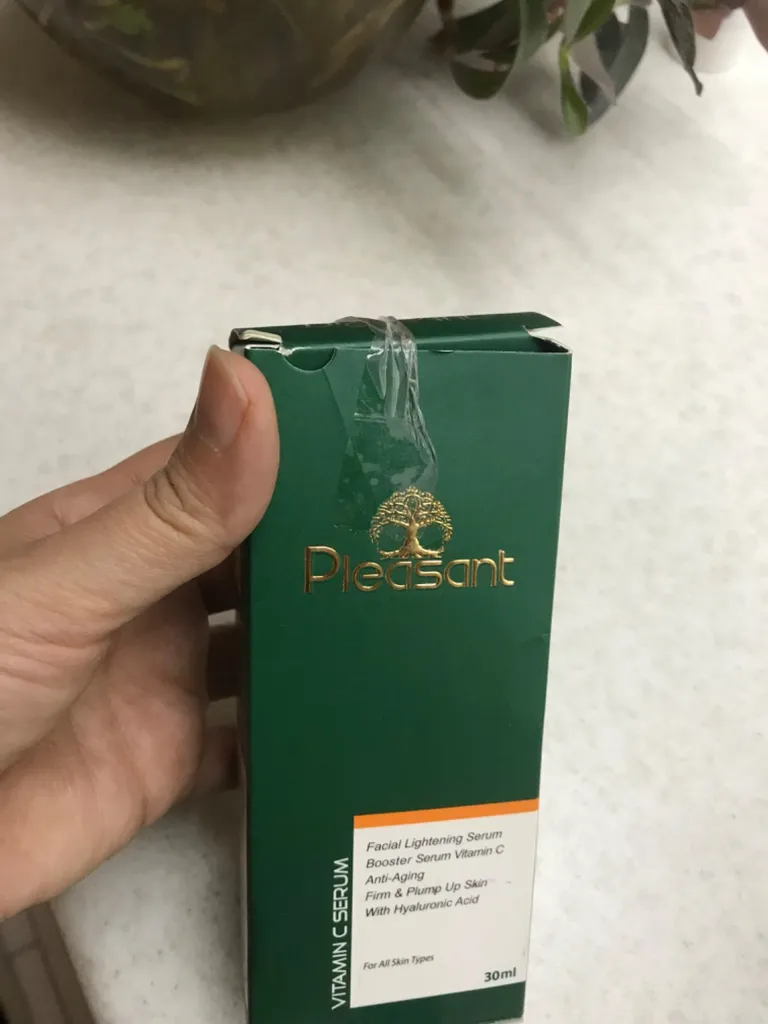 Pleasant
VITAMIN C SERUM
Facial Lightening Serum
Booster Serum Vitamin C
Anti-Aging
Firm & Plump Up Skin
With Hyaluronic Acid
For All Skin Types
30ml